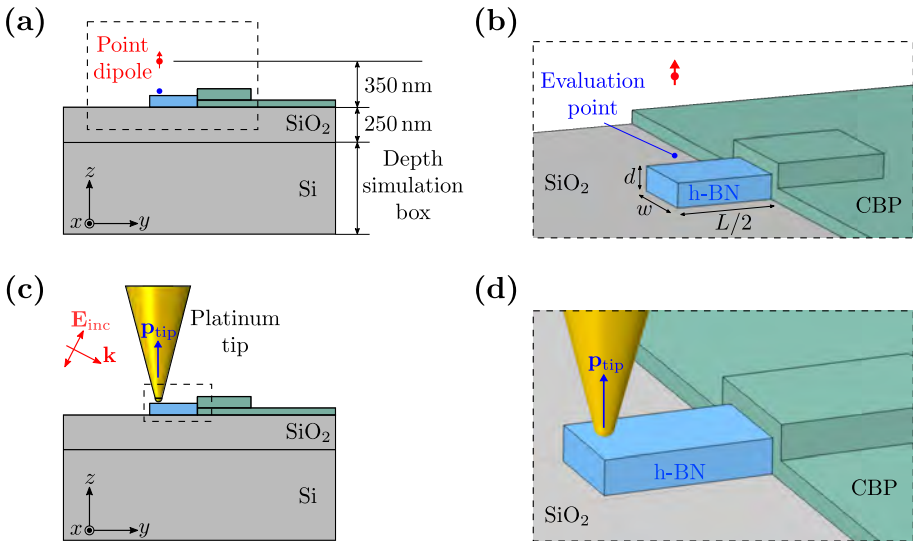 (a)
Point
dipole
350 nm
SiO2
250 nm
Si
Depth
simulation
box
z
x
y
(b)
Evaluation
point
SiO2
d
h-BN
w
L/2
CBP
(c)
Einc
k
ptip
Platinum
tip
SiO2
z
Si
x
y
(d)
ptip
h-BN
CBP
SiO2